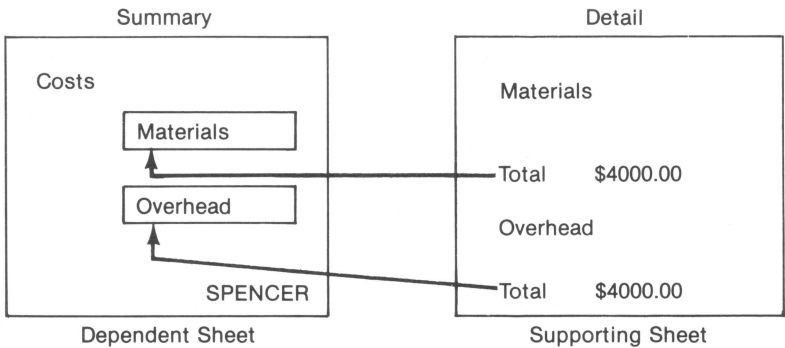 Summary
Costs
Materials
Overhead
SPENCER
Dependent Sheet
Detail
Materials
Total $4000.00
Overhead
Total $4000.00
Supporting Sheet